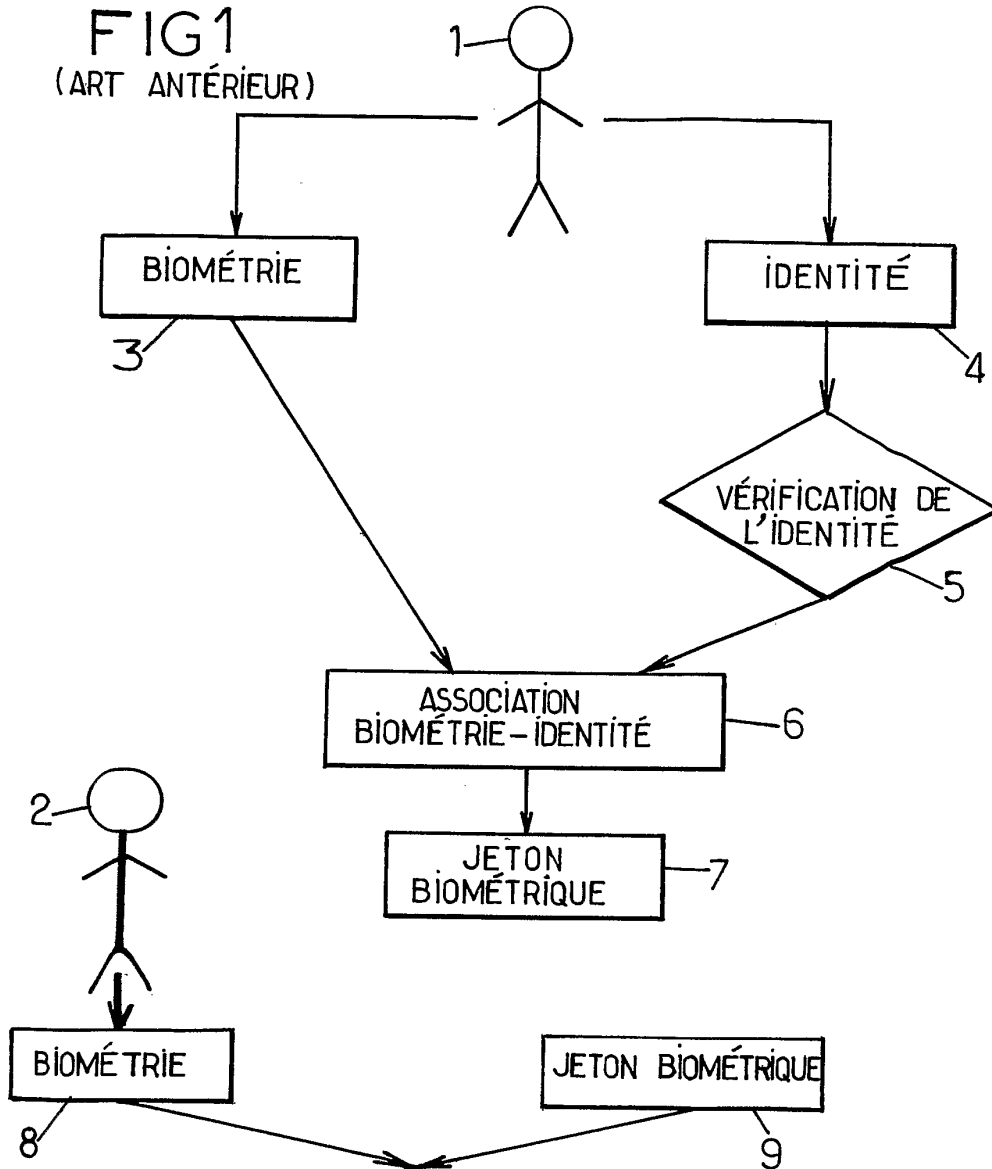 FIG1
(ART ANTÉRIEUR)
1
BIOMÉTRIE
3
IDENTITÉ
4
VÉRIFICATION DE
L'IDENTITÉ
5
ASSOCIATION
BIOMÉTRIE-IDENTITÉ
6
2
JETON
BIOMÉTRIQUE
7
BIOMÉTRIE
8
JETON BIOMÉTRIQUE
9